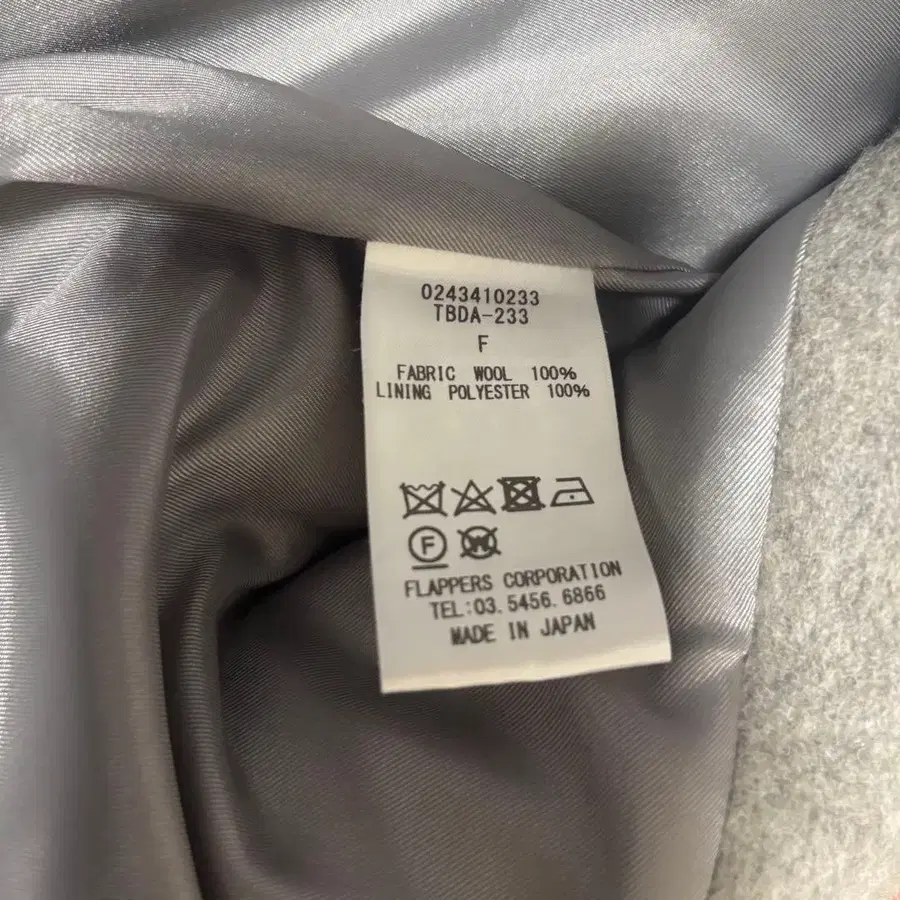 0243410233
TBDA-233
F
FABRIC WOOL 100%
LINING POLYESTER 100%
F W
FLAPPERS CORPORATION
TEL:03.5456.6866
MADE IN JAPAN